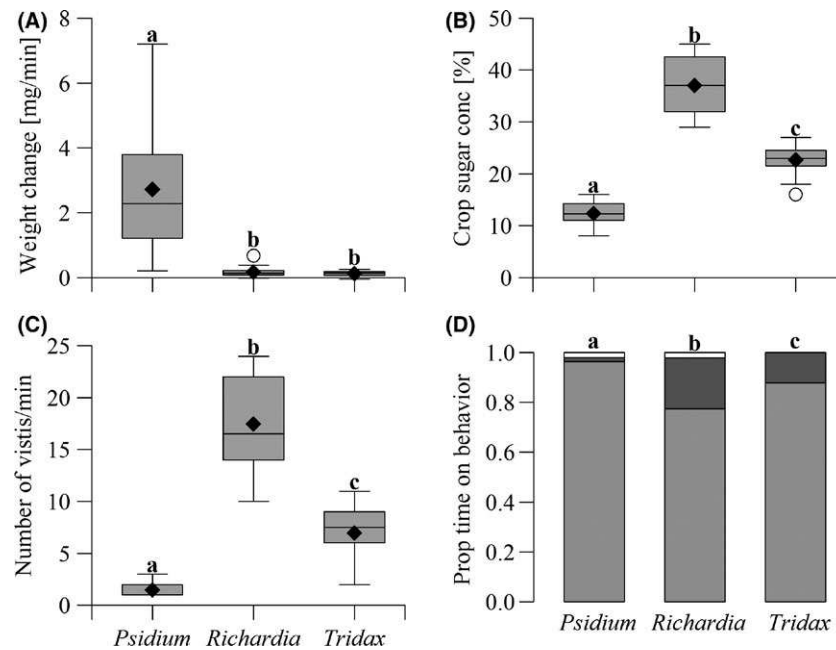 (A)
Weight change [mg/min]
8
6
4
2
0
a
b
b
(B)
Crop sugar conc [%]
50
40
30
20
10
0
a
b
c
(C)
Number of vistis/min
25
20
15
10
5
0
a
b
c
Psidium Richardia Tridax
(D)
Prop time on behavior
1.0
0.8
0.6
0.4
0.2
0.0
a
b
c
Psidium Richardia Tridax